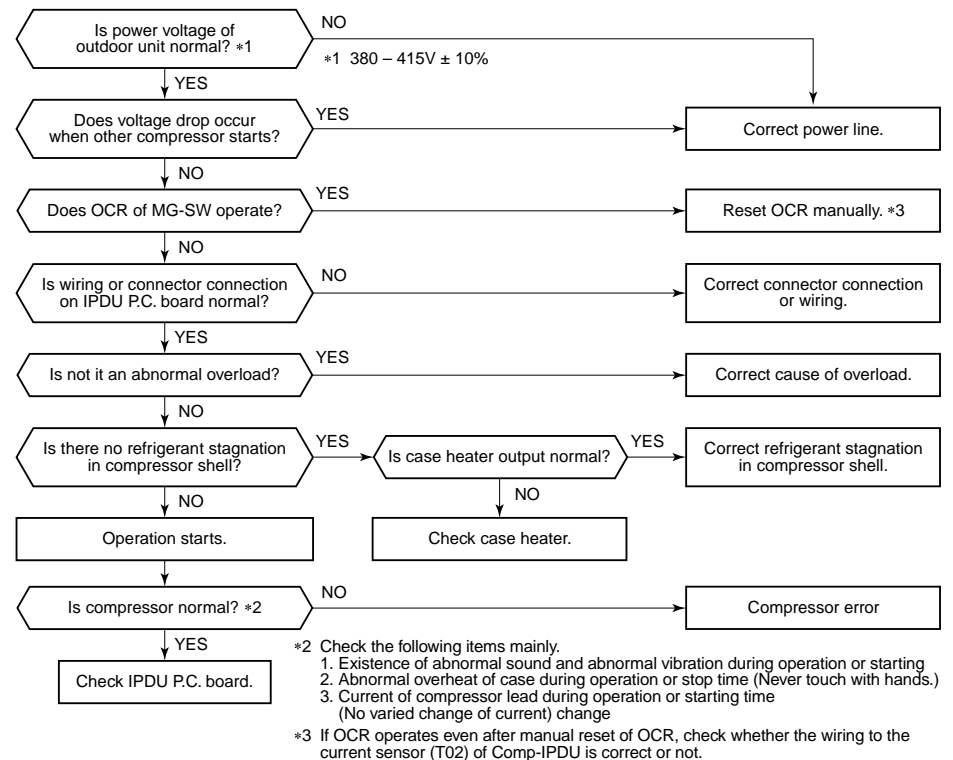 Is power voltage of
outdoor unit normal? *1
NO
*1 380 – 415V ± 10%
YES
Does voltage drop occur
when other compressor starts?
YES
Correct power line.
NO
Does OCR of MG-SW operate?
YES
Reset OCR manually. *3
NO
Is wiring or connector connection
on IPDU P.C. board normal?
NO
Correct connector connection
or wiring.
YES
Is not it an abnormal overload?
YES
Correct cause of overload.
NO
Is there no refrigerant stagnation
in compressor shell?
YES
Is case heater output normal?
YES
Correct refrigerant stagnation
in compressor shell.
NO
NO
Operation starts.
Check case heater.
Is compressor normal? *2
NO
Compressor error
YES
Check IPDU P.C. board.
*2 Check the following items mainly.
1. Existence of abnormal sound and abnormal vibration during operation or starting
2. Abnormal overheat of case during operation or stop time (Never touch with hands.)
3. Current of compressor lead during operation or starting time
(No varied change of current) change
*3 If OCR operates even after manual reset of OCR, check whether the wiring to the
current sensor (T02) of Comp-IPDU is correct or not.